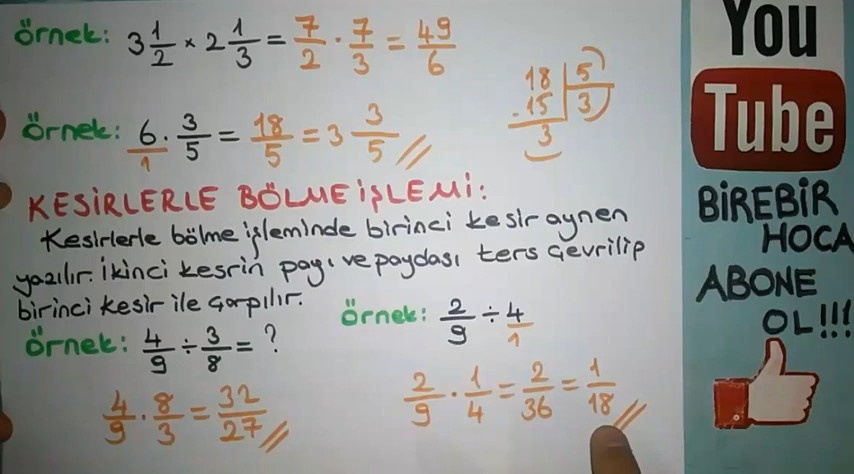 örnek: 3 1/2 × 2 1/3 = 7/2 · 7/3 = 49/6
18 | 5
-15 | 3
3
örnek: 6/1 · 3/5 = 18/5 = 3 3/5 //
KESİRLERLE BÖLME İŞLEMİ:
Kesirlerle bölme işleminde birinci kesir aynen
yazılır. İkinci kesrin payı ve paydası ters çevrilip
birinci kesir ile çarpılır.
örnek: 4/9 ÷ 3/8 = ?
4/9 · 8/3 = 32/27 //
örnek: 2/9 ÷ 4/1
2/9 · 1/4 = 2/36 = 1/18 //
You
Tube
BİREBİR
HOCA
ABONE
OL!!!